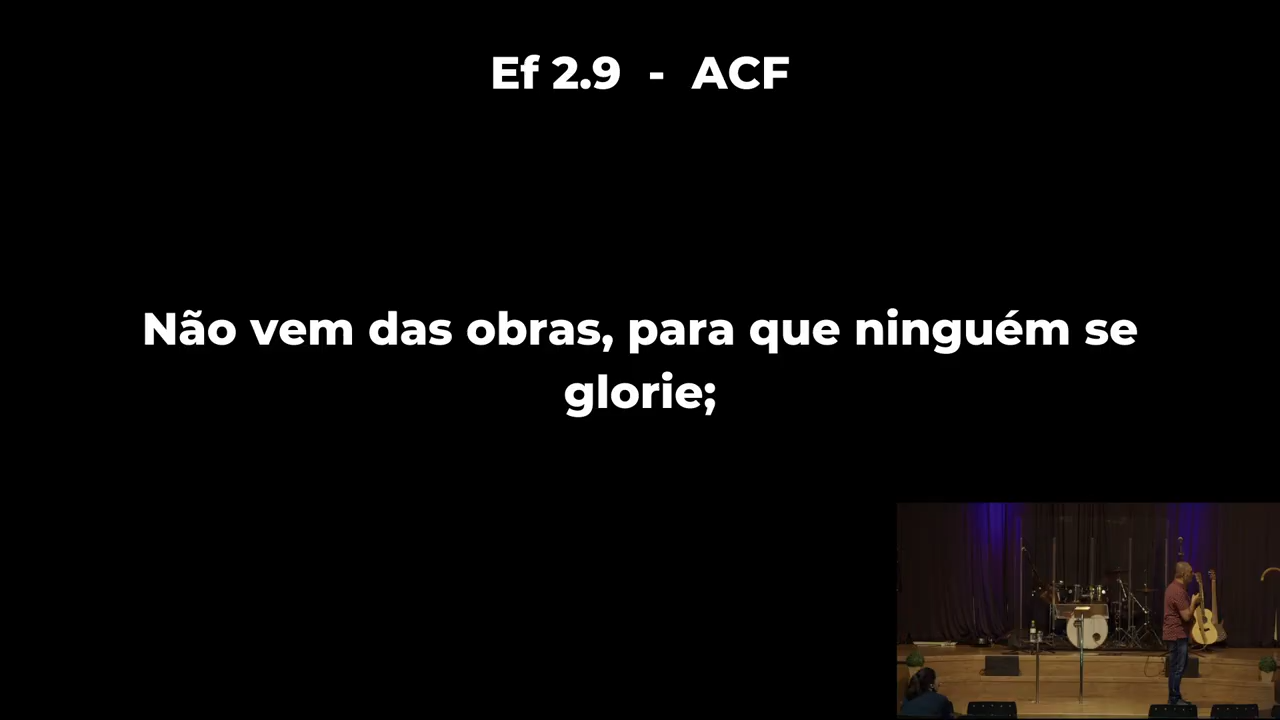 Ef 2.9 - ACF
Não vem das obras, para que ninguém se
glorie;